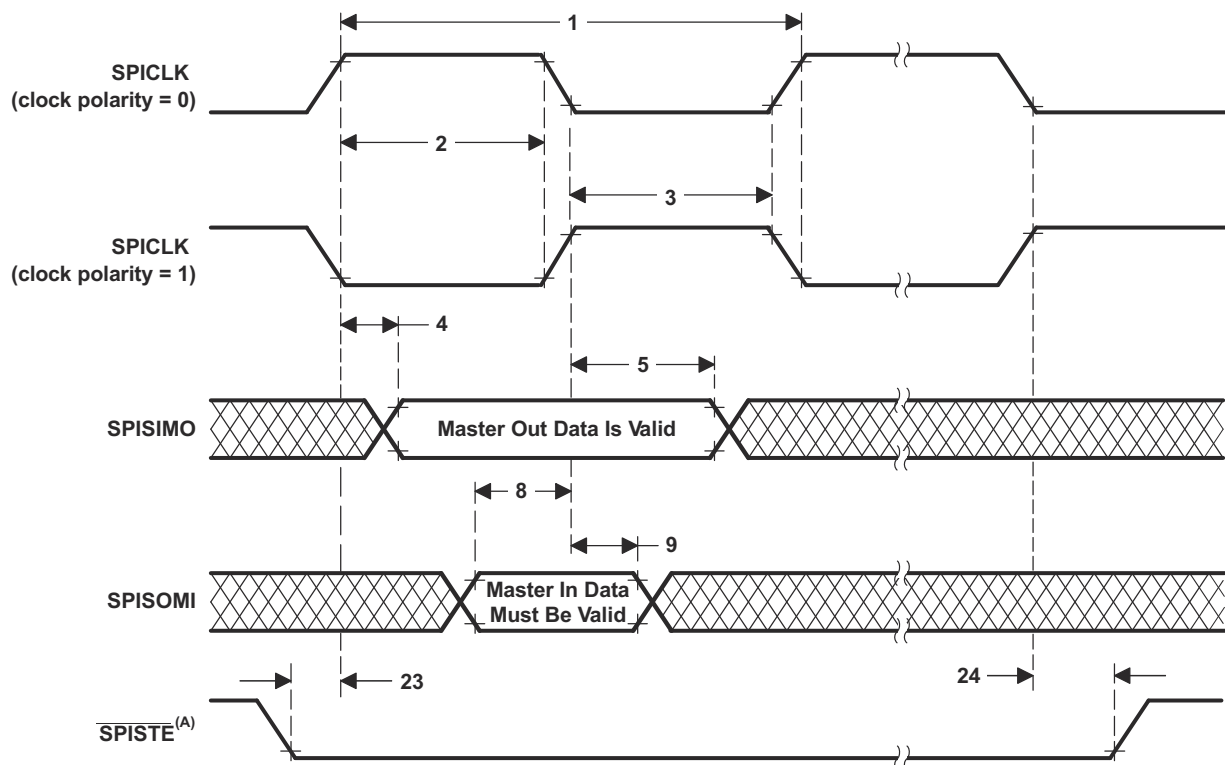 1
SPICLK
(clock polarity = 0)
2
3
SPICLK
(clock polarity = 1)
4
5
SPISIMO
Master Out Data Is Valid
8
9
SPISOMI
Master In Data
Must Be Valid
23
24
SPISTE(A)